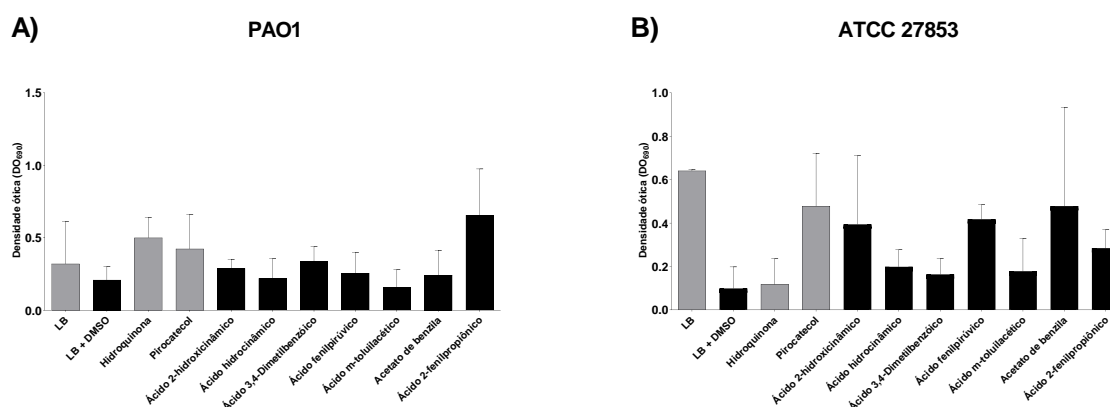 A)
PAO1
Densidade ótica (DO690)
1.5
1.0
0.5
0.0
LB
LB + DMSO
Hidroquinona
Pirocatecol
Ácido 2-hidroxicinâmico
Ácido hidrocinâmico
Ácido 3,4-Dimetilbenzóico
Ácido fenilpirúvico
Ácido m-toluilacético
Acetato de benzila
Ácido 2-fenilpropiônico
B)
ATCC 27853
Densidade ótica (DO690)
1.0
0.8
0.6
0.4
0.2
0.0
LB
LB + DMSO
Hidroquinona
Pirocatecol
Ácido 2-hidroxicinâmico
Ácido hidrocinâmico
Ácido 3,4-Dimetilbenzóico
Ácido fenilpirúvico
Ácido m-toluilacético
Acetato de benzila
Ácido 2-fenilpropiônico